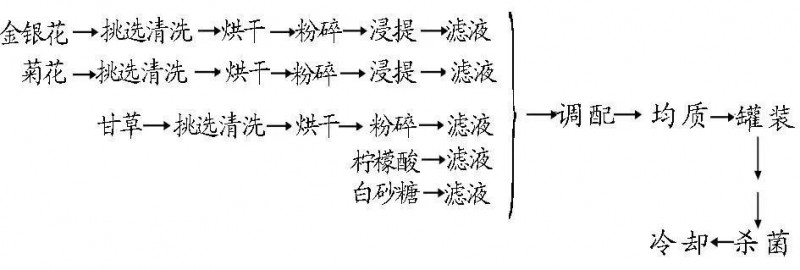 金银花→挑选清洗→烘干→粉碎→浸提→滤液
菊花→挑选清洗→烘干→粉碎→浸提→滤液
甘草→挑选清洗→烘干→粉碎→滤液
柠檬酸→滤液
白砂糖→滤液
→调配→均质→罐装
冷却←杀菌